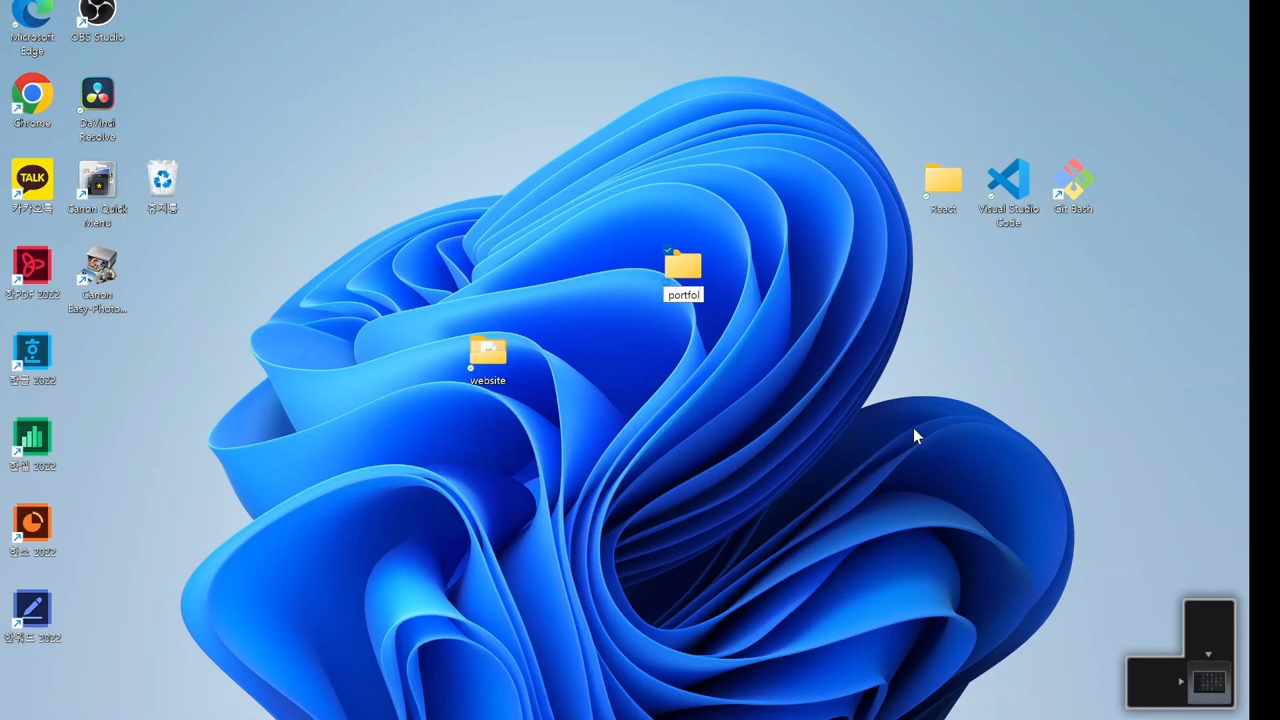 Microsoft
Edge
OBS Studio
Chrome
DaVinci
Resolve
TALK
카카오톡
Canon Quick
Menu
휴지통
한PDF 2022
Canon
Easy-Photo...
한글 2022
한셀 2022
한쇼 2022
한워드 2022
portfol
website
React
Visual Studio
Code
Git Bash